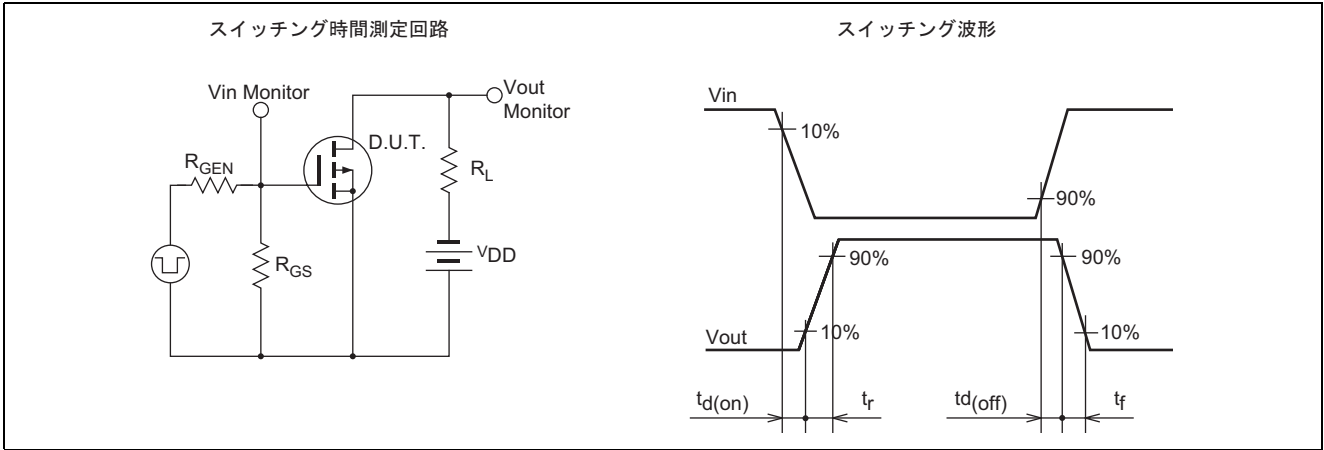 スイッチング時間測定回路
Vin Monitor
Vout
Monitor
D.U.T.
RGEN
RL
RGS
VDD
スイッチング波形
Vin
10%
90%
90%
90%
Vout
10%
10%
td(on)
tr
td(off)
tf